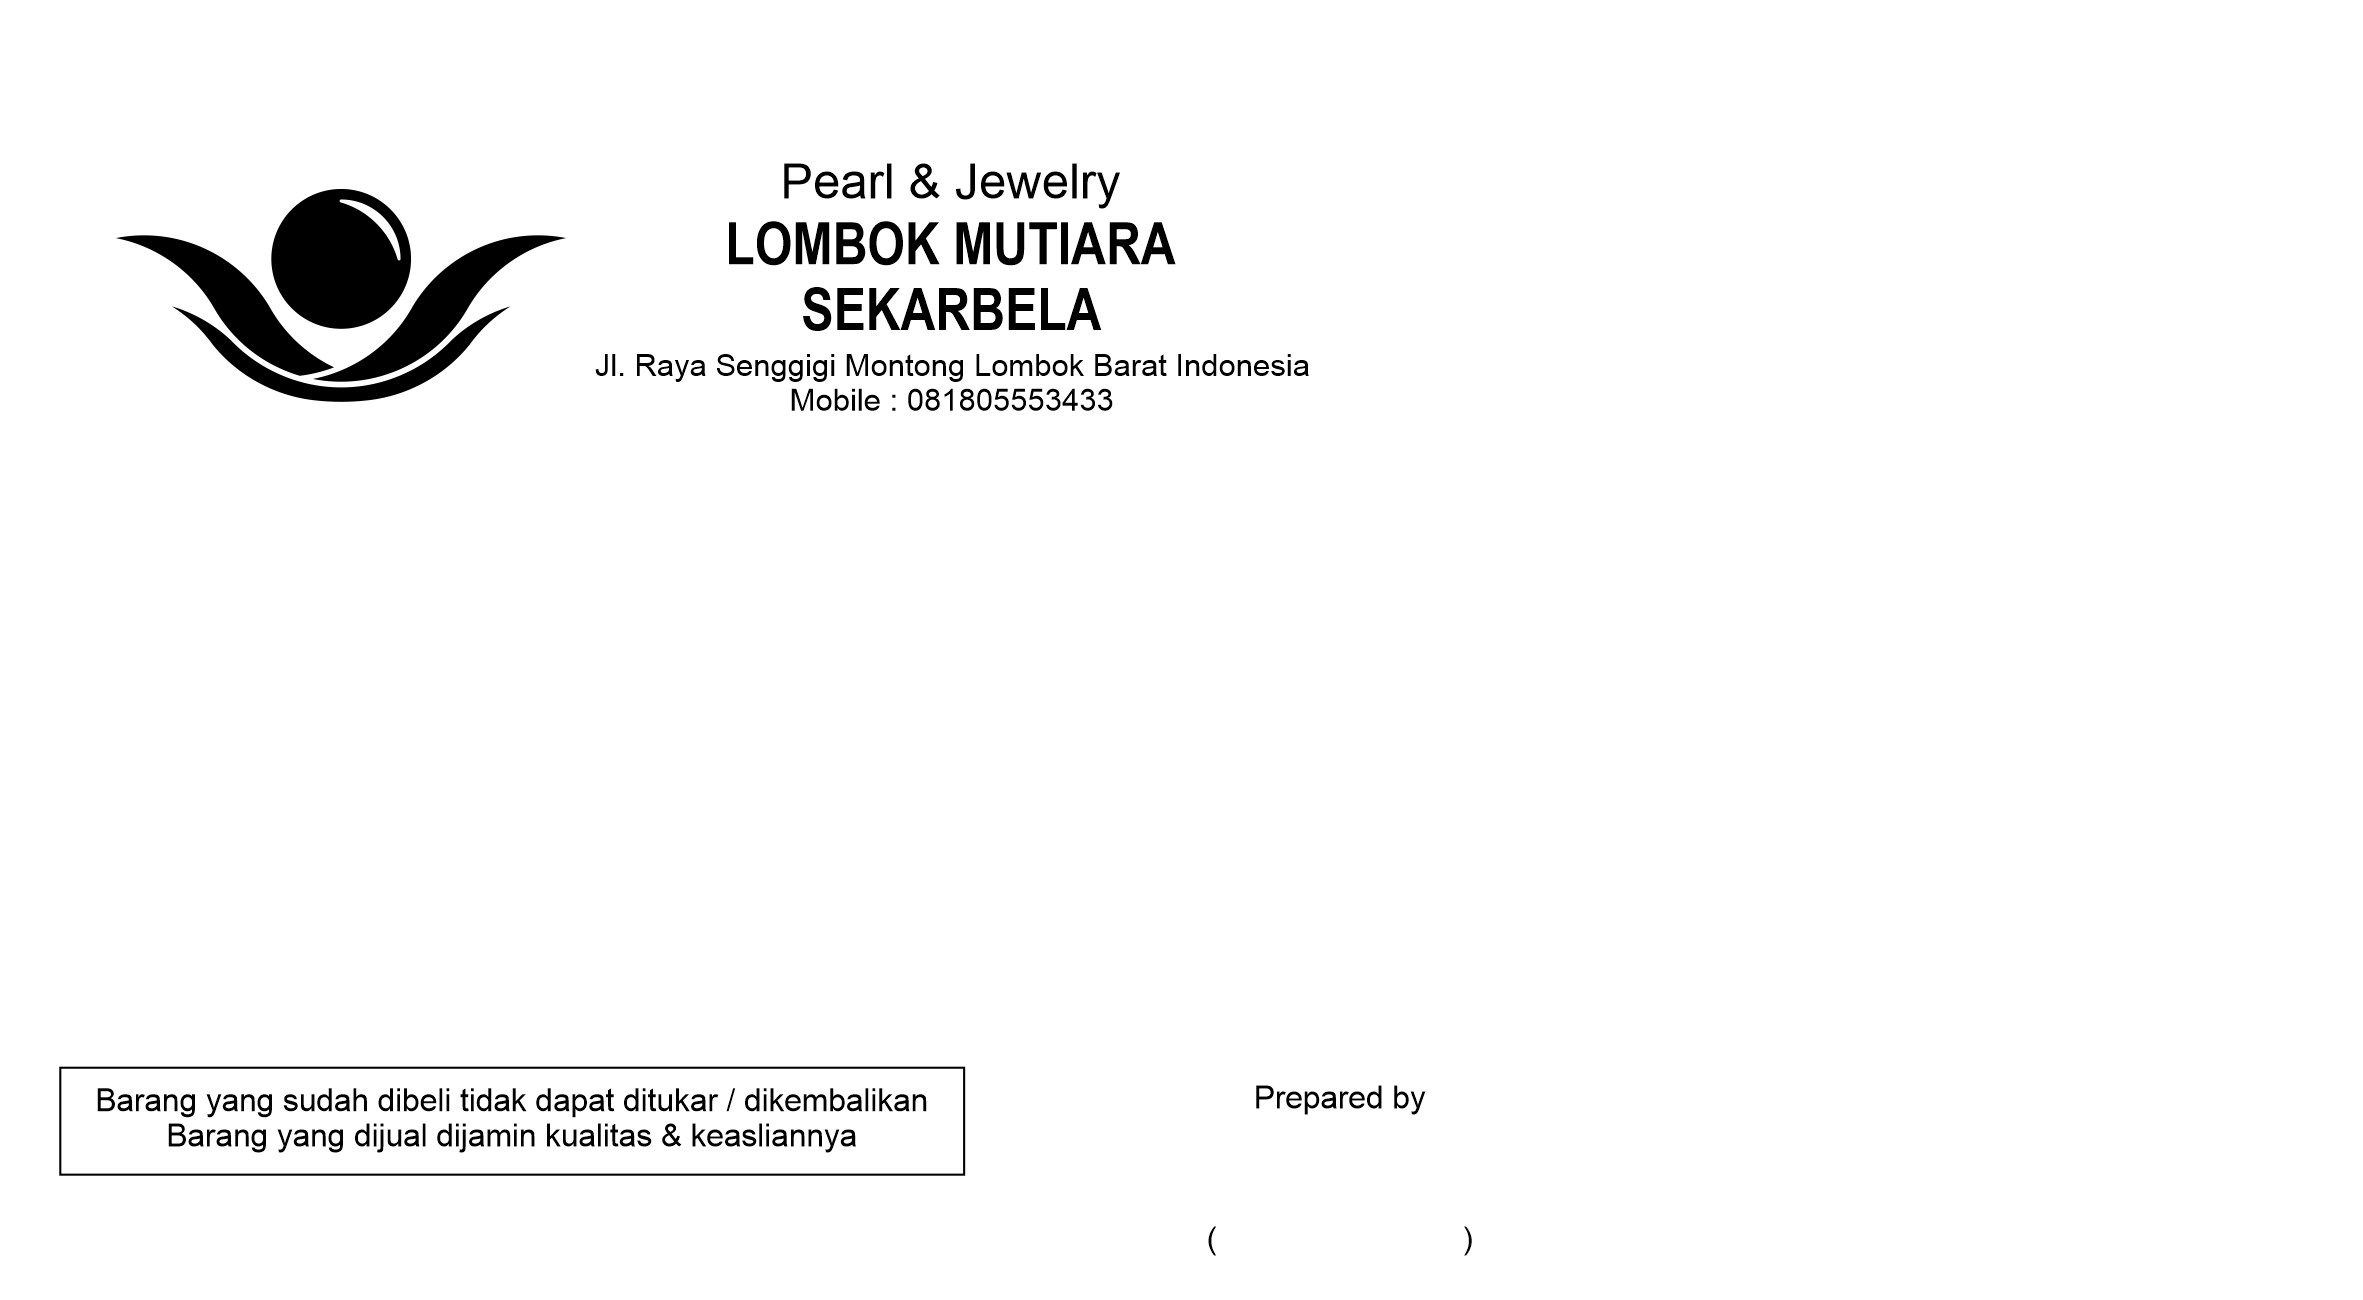 Pearl & Jewelry
LOMBOK MUTIARA
SEKARBELA
Jl. Raya Senggigi Montong Lombok Barat Indonesia
Mobile : 081805553433
Barang yang sudah dibeli tidak dapat ditukar / dikembalikan
Barang yang dijual dijamin kualitas & keasliannya
Prepared by
(                    )